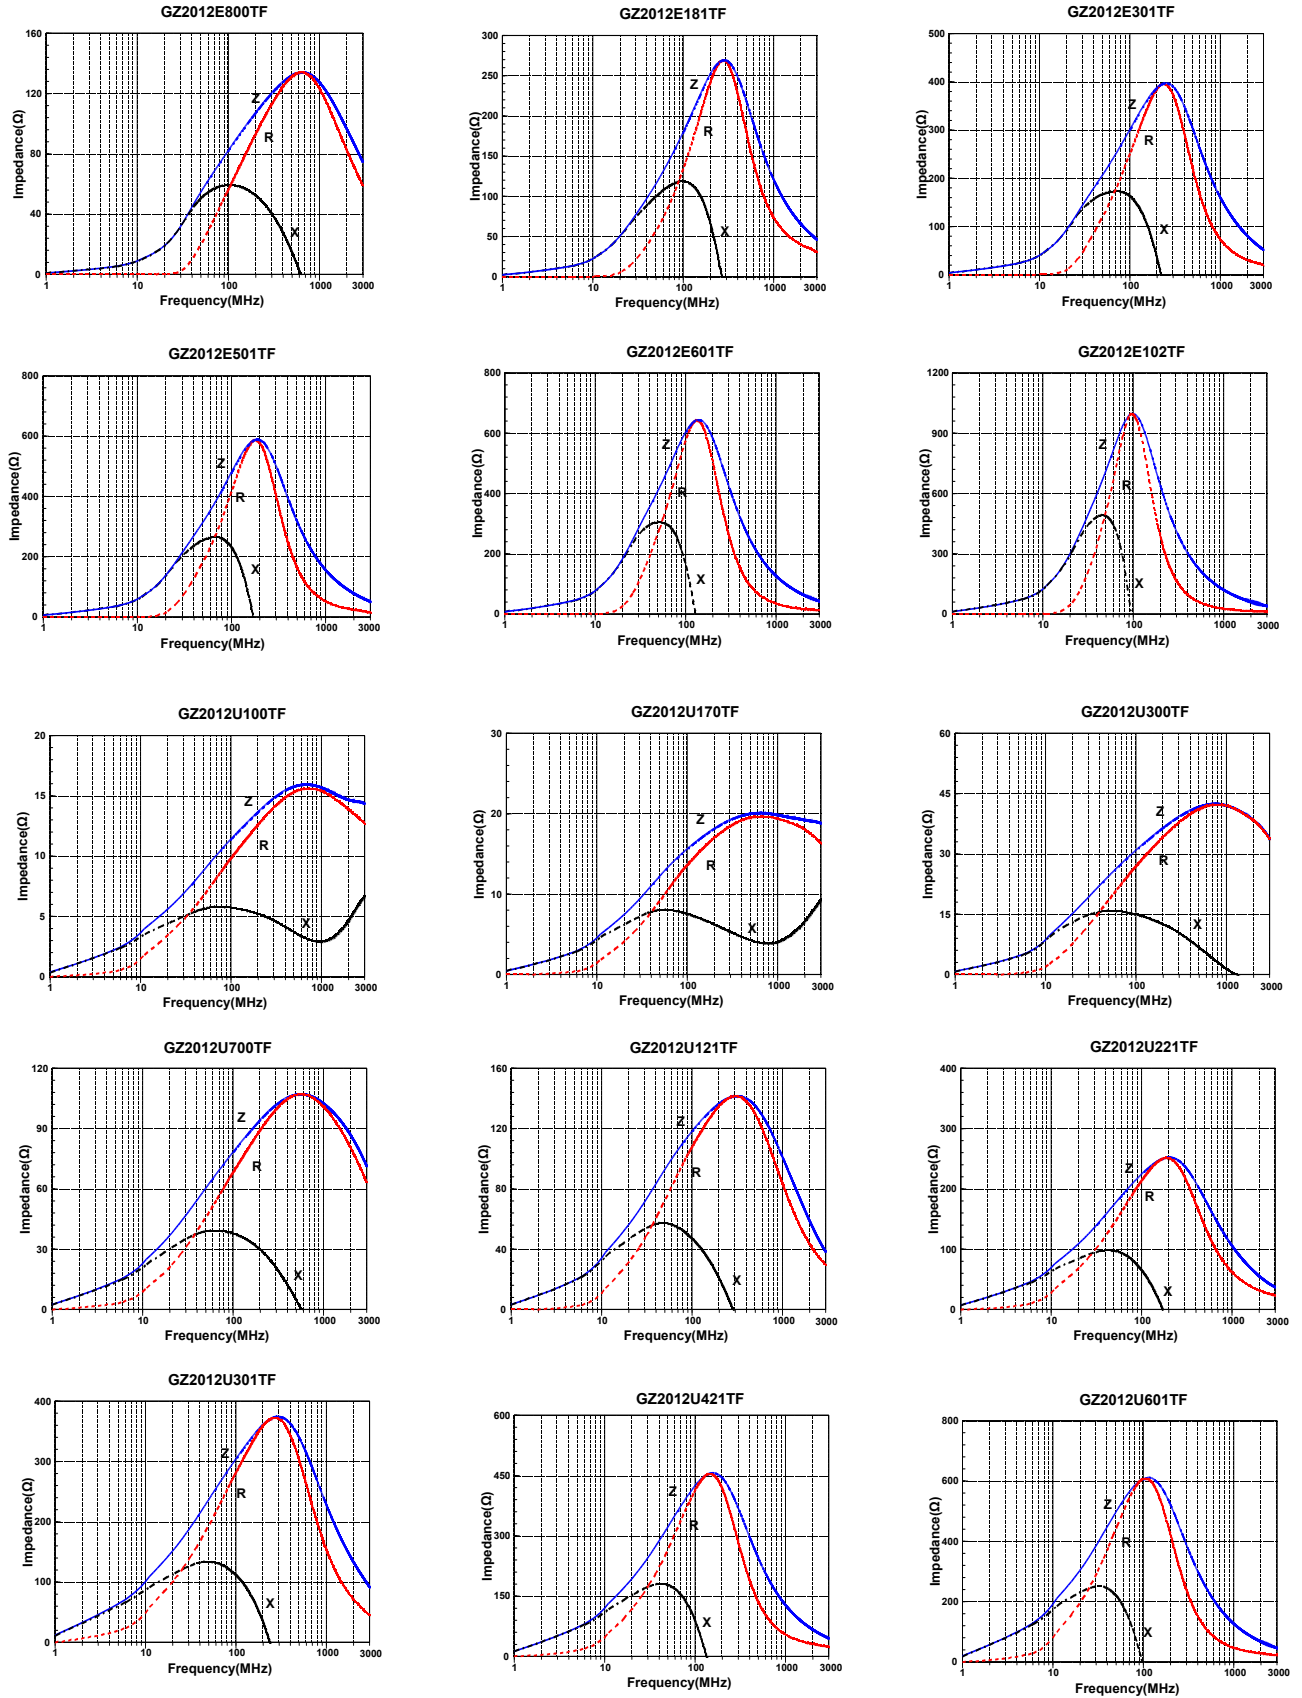 GZ2012E800TF
160
120
80
40
0
Impedance(Ω)
Z
R
X
1
10
100
1000
3000
Frequency(MHz)
GZ2012E181TF
300
250
200
150
100
50
0
Impedance(Ω)
Z
R
X
1
10
100
1000
3000
Frequency(MHz)
GZ2012E301TF
500
400
300
200
100
0
Impedance(Ω)
Z
R
X
1
10
100
1000
3000
Frequency(MHz)
GZ2012E501TF
800
600
400
200
0
Impedance(Ω)
Z
R
X
1
10
100
1000
3000
Frequency(MHz)
GZ2012E601TF
800
600
400
200
0
Impedance(Ω)
Z
R
X
1
10
100
1000
3000
Frequency(MHz)
GZ2012E102TF
1200
900
600
300
0
Impedance(Ω)
Z
R
X
1
10
100
1000
3000
Frequency(MHz)
GZ2012U100TF
20
15
10
5
0
Impedance(Ω)
Z
R
X
1
10
100
1000
3000
Frequency(MHz)
GZ2012U170TF
30
20
10
0
Impedance(Ω)
Z
R
X
1
10
100
1000
3000
Frequency(MHz)
GZ2012U300TF
60
45
30
15
0
Impedance(Ω)
Z
R
X
1
10
100
1000
3000
Frequency(MHz)
GZ2012U700TF
120
90
60
30
0
Impedance(Ω)
Z
R
X
1
10
100
1000
3000
Frequency(MHz)
GZ2012U121TF
160
120
80
40
0
Impedance(Ω)
Z
R
X
1
10
100
1000
3000
Frequency(MHz)
GZ2012U221TF
400
300
200
100
0
Impedance(Ω)
Z
R
X
1
10
100
1000
3000
Frequency(MHz)
GZ2012U301TF
400
300
200
100
0
Impedance(Ω)
Z
R
X
1
10
100
1000
3000
Frequency(MHz)
GZ2012U421TF
600
450
300
150
0
Impedance(Ω)
Z
R
X
1
10
100
1000
3000
Frequency(MHz)
GZ2012U601TF
800
600
400
200
0
Impedance(Ω)
Z
R
X
1
10
100
1000
3000
Frequency(MHz)